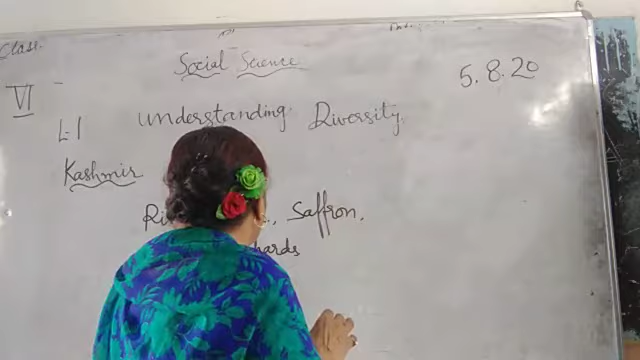 Class.
Social Science
5.8.20
VI
L-1 Understanding Diversity.
Kashmir
Saffron.